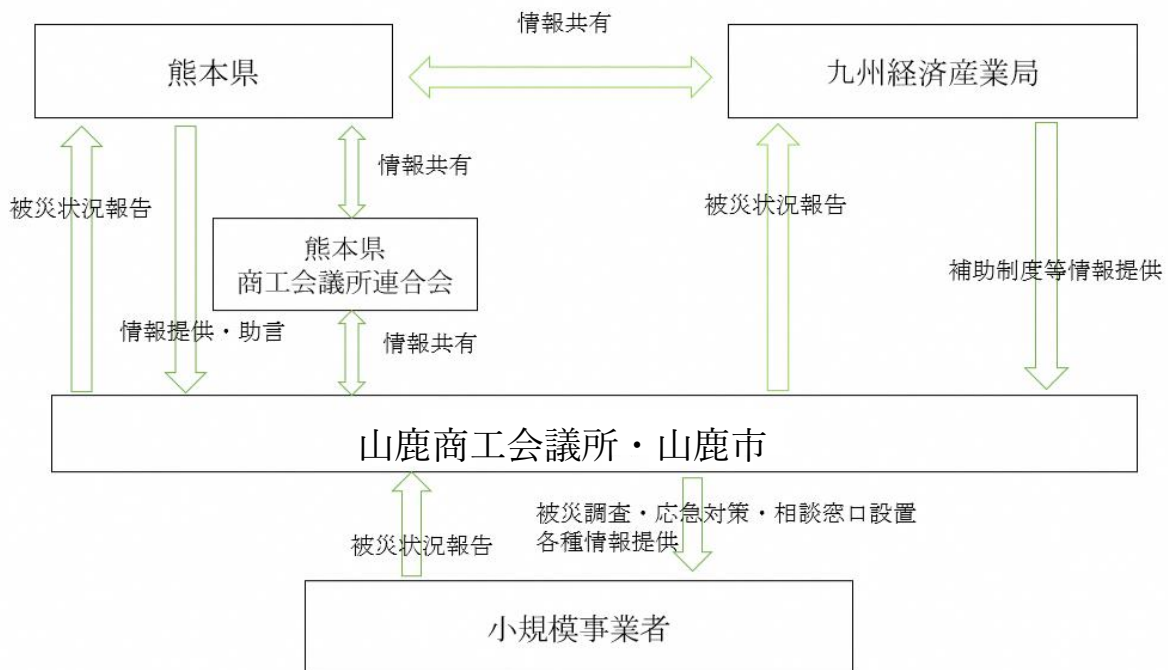 情報共有
熊本県
九州経済産業局
情報共有
被災状況報告
被災状況報告
熊本県
商工会議所連合会
補助制度等情報提供
情報提供・助言
情報共有
山鹿商工会議所・山鹿市
被災調査・応急対策・相談窓口設置
各種情報提供
被災状況報告
小規模事業者